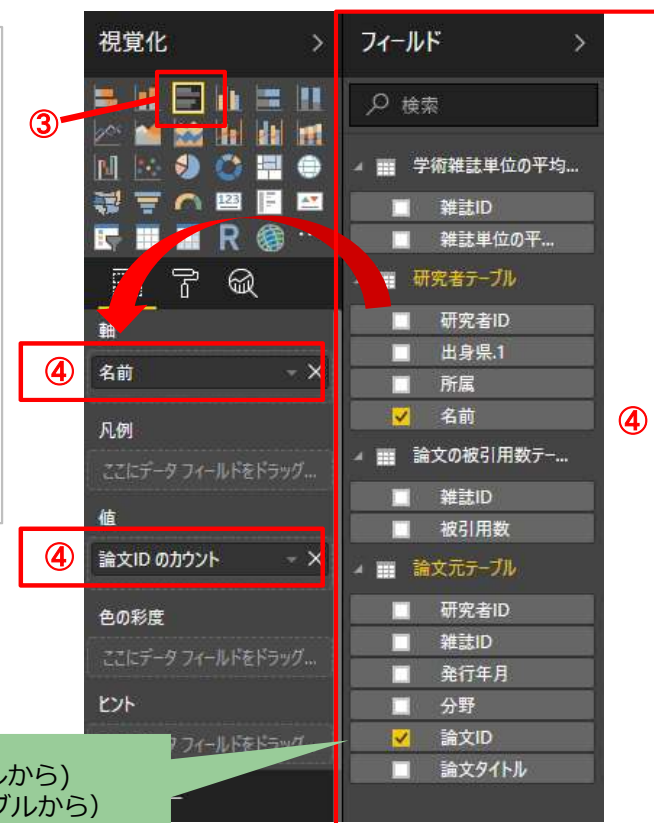 視覚化
フィールド
③
検索
123
R
学術雑誌単位の平均...
雑誌ID
雑誌単位の平...
研究者テーブル
研究者ID
出身県.1
所属
名前
論文の被引用数テー...
雑誌ID
被引用数
論文元テーブル
研究者ID
雑誌ID
発行年月
分野
論文ID
論文タイトル
④
軸
④
名前
凡例
ここにデータ フィールドをドラッグ...
値
④
論文ID のカウント
色の彩度
ここにデータ フィールドをドラッグ...
ヒント
タ フィールドをドラッグ
ルから)
ブルから)